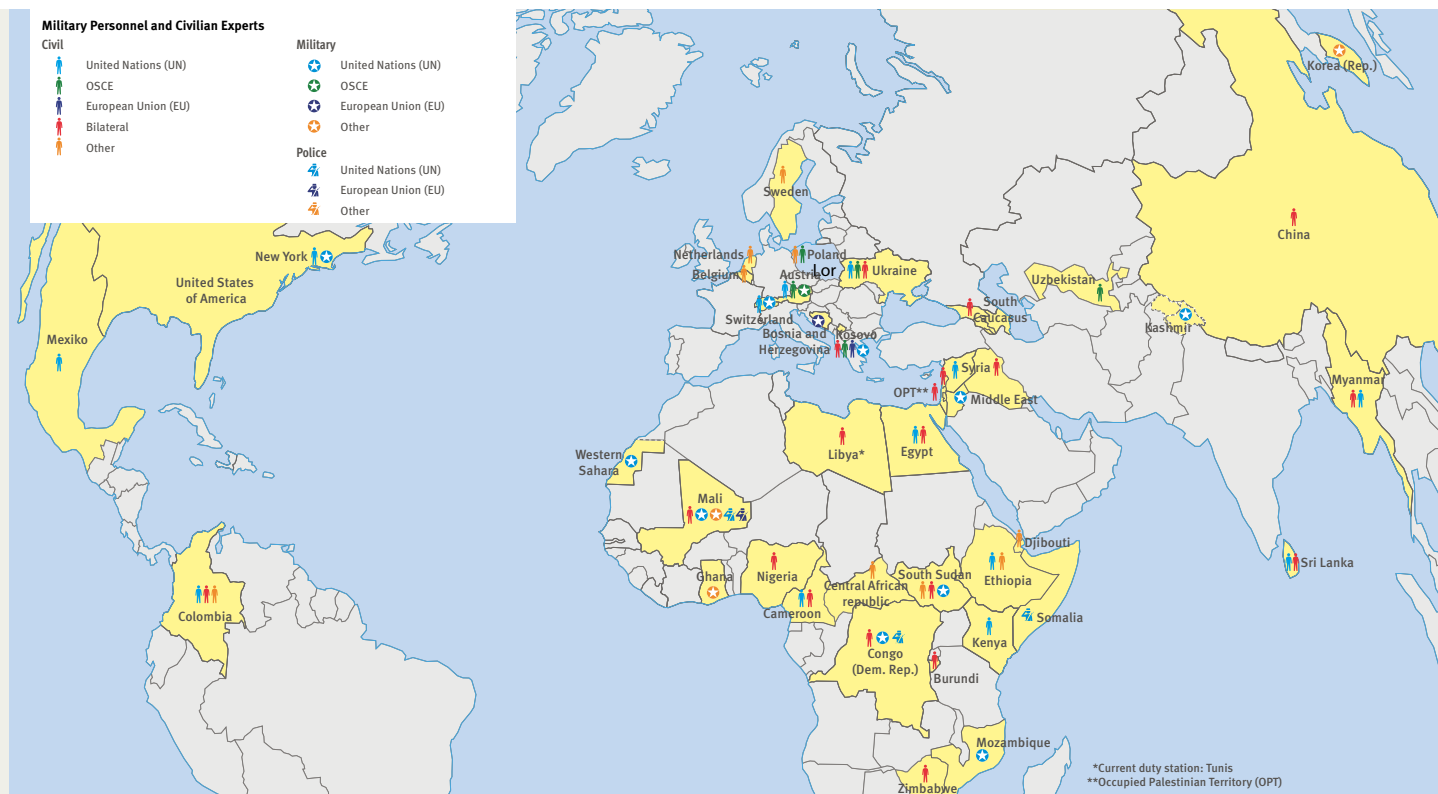 Military Personnel and Civilian Experts
Civil
United Nations (UN)
OSCE
European Union (EU)
Bilateral
Other
Military
United Nations (UN)
OSCE
European Union (EU)
Other
Police
United Nations (UN)
European Union (EU)
Other
Korea (Rep.)
Sweden
China
New York
Netherlands
Poland
Belgium
Austria
Lor
Ukraine
United States
of America
Uzbekistan
South
Caucasus
Switzerland
Kashmir
Mexiko
Bosnia and
Herzegovina
Kosovo
Syria
Myanmar
OPT**
Middle East
Western
Sahara
Libya*
Egypt
Mali
Djibouti
Sri Lanka
Ghana
Nigeria
Central African
republic
South Sudan
Ethiopia
Colombia
Cameroon
Somalia
Kenya
Congo
(Dem. Rep.)
Burundi
Mozambique
Zimbabwe
*Current duty station: Tunis
**Occupied Palestinian Territory (OPT)